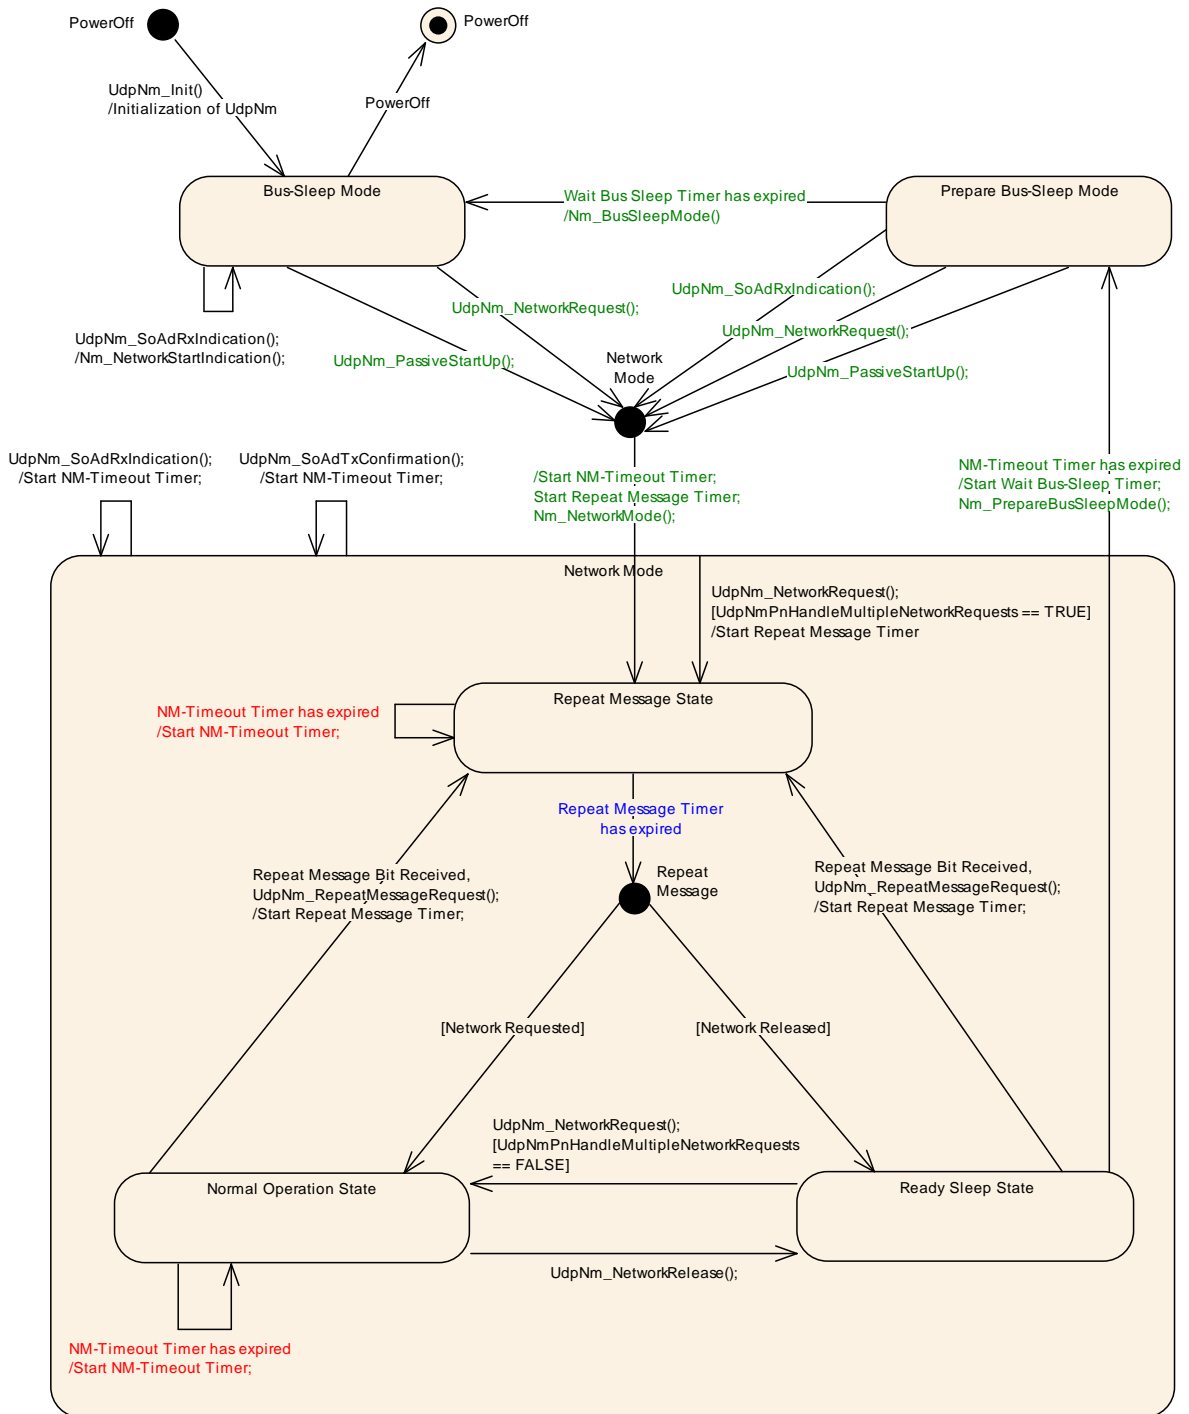 PowerOff
PowerOff
UdpNm_Init()
/Initialization of UdpNm
PowerOff
Bus-Sleep Mode
Prepare Bus-Sleep Mode
Wait Bus Sleep Timer has expired
/Nm_BusSleepMode()
UdpNm_SoAdRxIndication();
UdpNm_NetworkRequest();
UdpNm_NetworkRequest();
UdpNm_SoAdRxIndication();
/Nm_NetworkStartIndication();
UdpNm_PassiveStartUp();
Network
Mode
UdpNm_PassiveStartUp();
UdpNm_SoAdRxIndication();
/Start NM-Timeout Timer;
UdpNm_SoAdTxConfirmation();
/Start NM-Timeout Timer;
/Start NM-Timeout Timer;
Start Repeat Message Timer;
Nm_NetworkMode();
NM-Timeout Timer has expired
/Start Wait Bus-Sleep Timer;
Nm_PrepareBusSleepMode();
Network Mode
UdpNm_NetworkRequest();
[UdpNmPnHandleMultipleNetworkRequests == TRUE]
/Start Repeat Message Timer
Repeat Message State
NM-Timeout Timer has expired
/Start NM-Timeout Timer;
Repeat Message Timer
has expired
Repeat Message Bit Received,
UdpNm_RepeatMessageRequest();
/Start Repeat Message Timer;
Repeat
Message
Repeat Message Bit Received,
UdpNm_RepeatMessageRequest();
/Start Repeat Message Timer;
[Network Requested]
[Network Released]
UdpNm_NetworkRequest();
[UdpNmPnHandleMultipleNetworkRequests
== FALSE]
Normal Operation State
Ready Sleep State
UdpNm_NetworkRelease();
NM-Timeout Timer has expired
/Start NM-Timeout Timer;